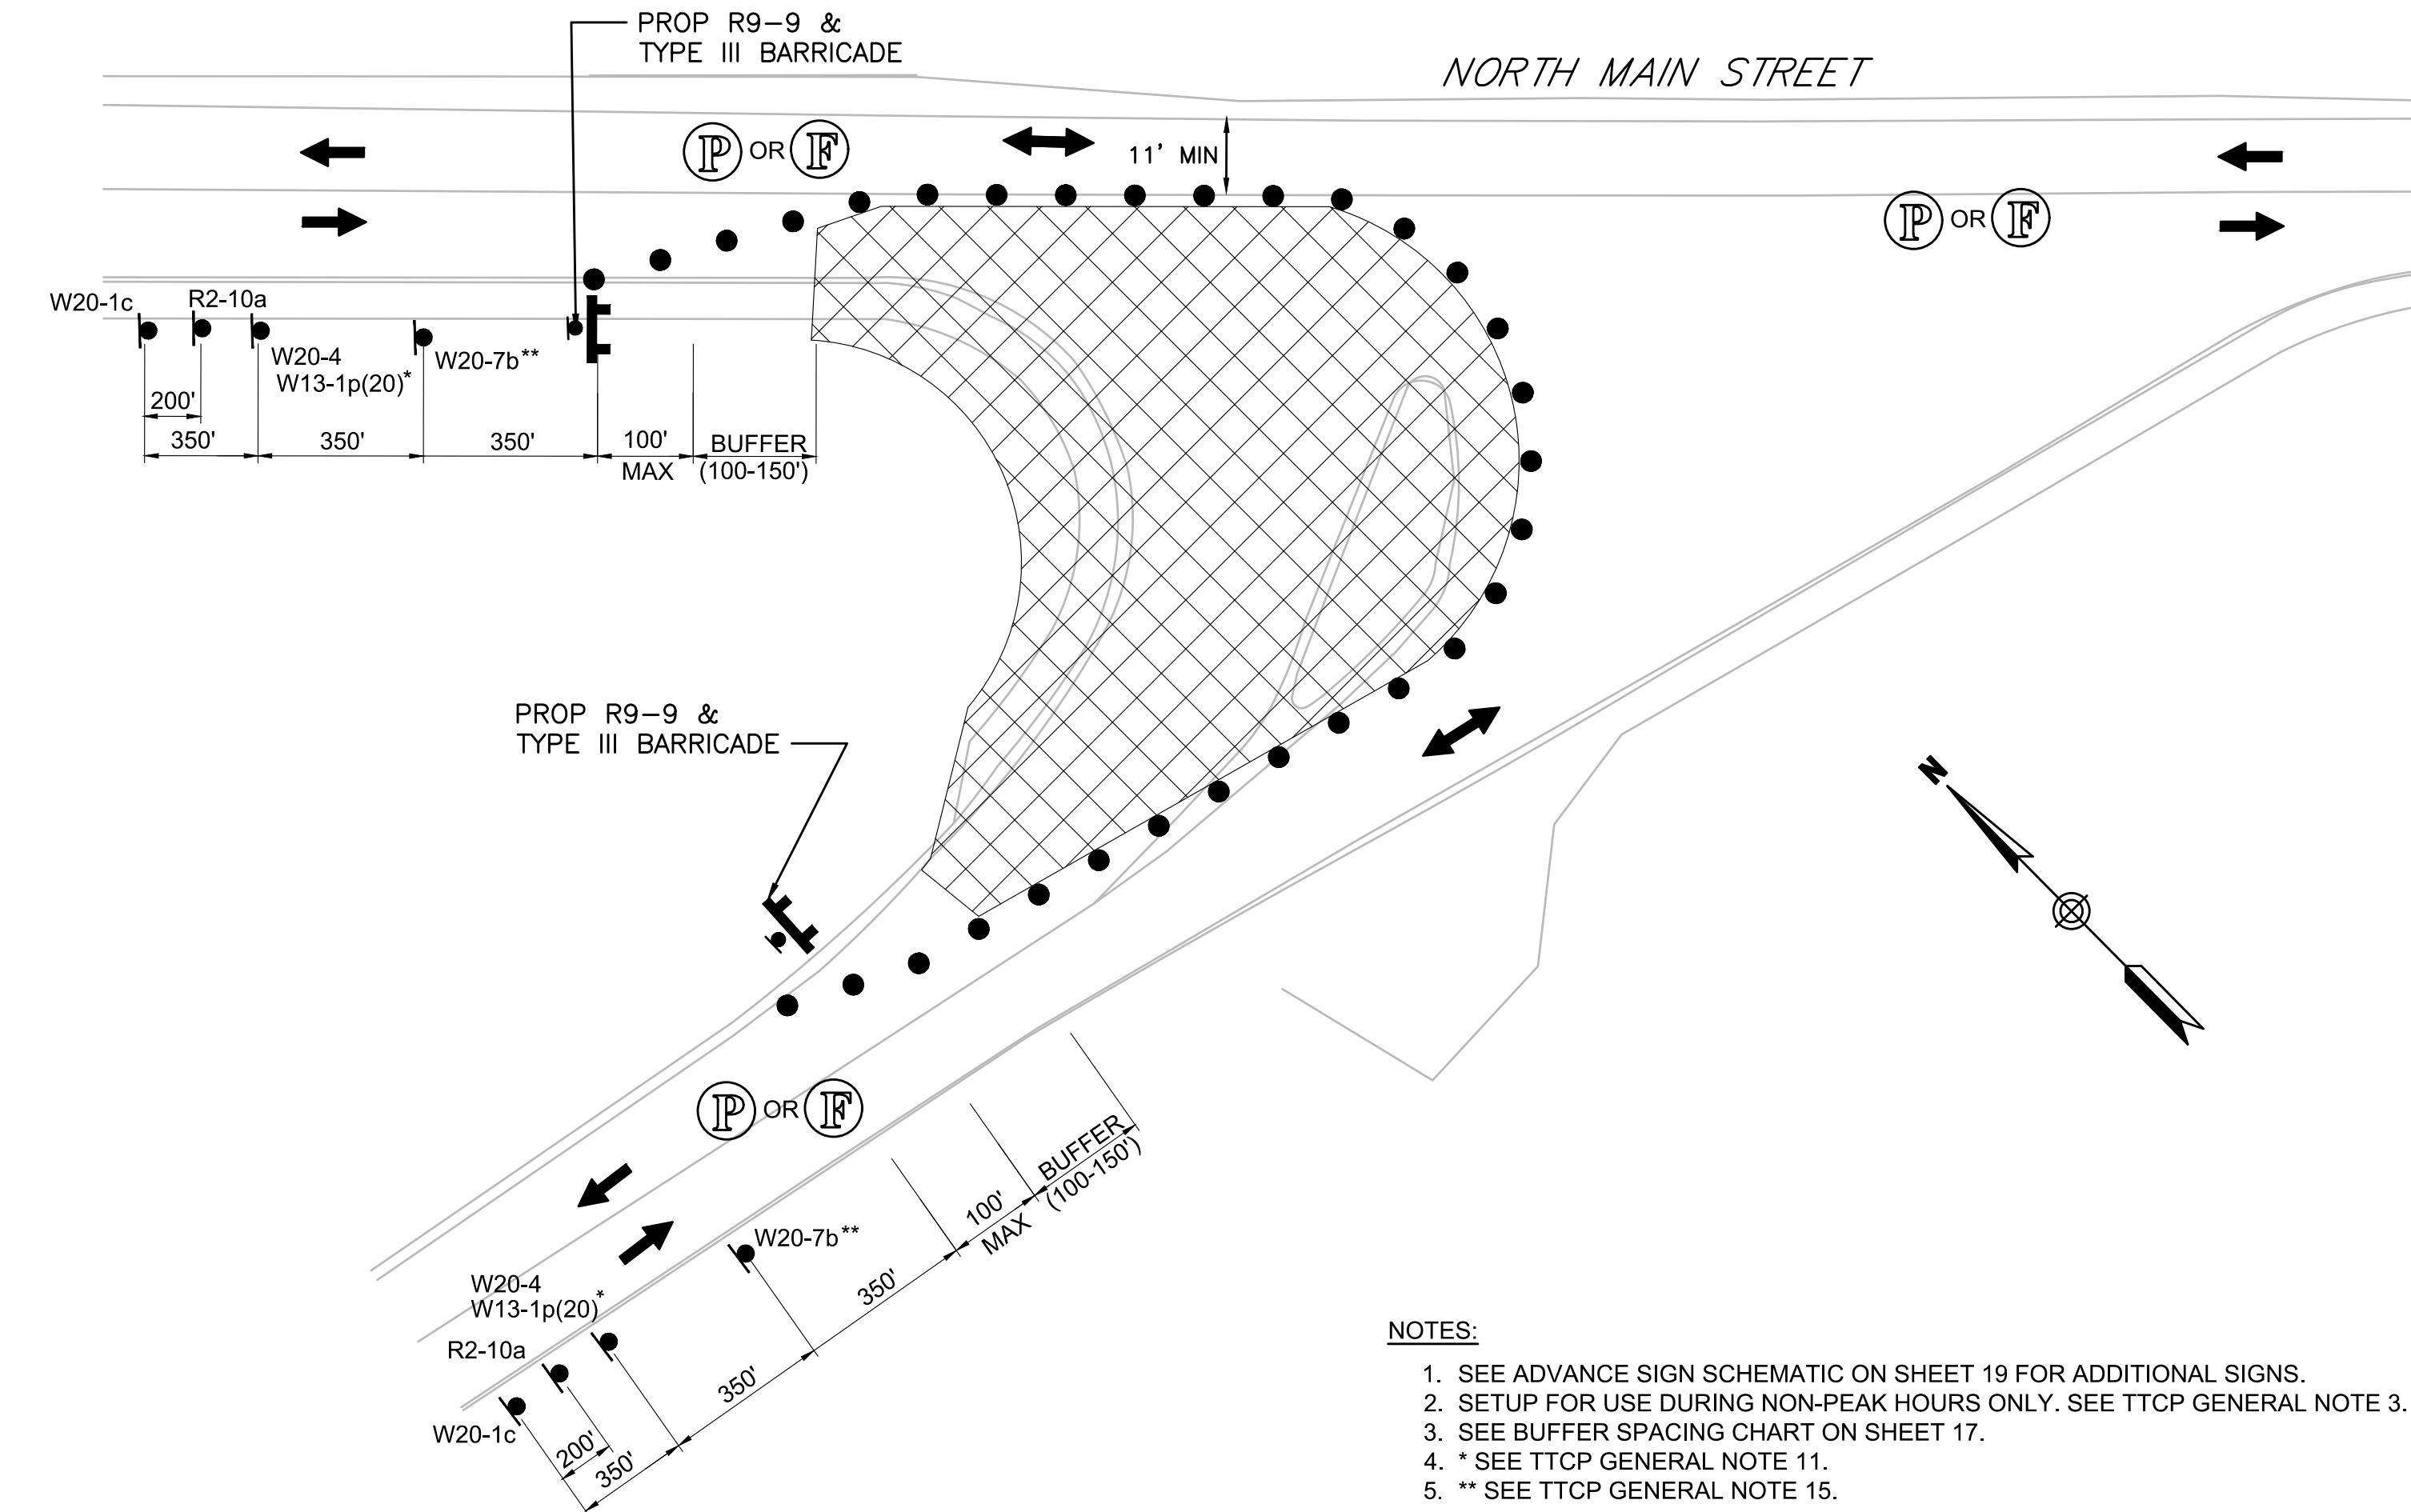 PROP R9-9 &
TYPE III BARRICADE
NORTH MAIN STREET
P OR F
11' MIN
P OR F
W20-1c
R2-10a
W20-4
W13-1p(20)*
W20-7b**
200'
350'
350'
350'
100'
MAX
BUFFER
(100-150')
PROP R9-9 &
TYPE III BARRICADE
N
P OR F
BUFFER
(100-150')
100'
MAX
W20-7b**
350'
W20-4
W13-1p(20)*
R2-10a
350'
W20-1c
200'
350'
NOTES:
1. SEE ADVANCE SIGN SCHEMATIC ON SHEET 19 FOR ADDITIONAL SIGNS.
2. SETUP FOR USE DURING NON-PEAK HOURS ONLY. SEE TTCP GENERAL NOTE 3.
3. SEE BUFFER SPACING CHART ON SHEET 17.
4. * SEE TTCP GENERAL NOTE 11.
5. ** SEE TTCP GENERAL NOTE 15.